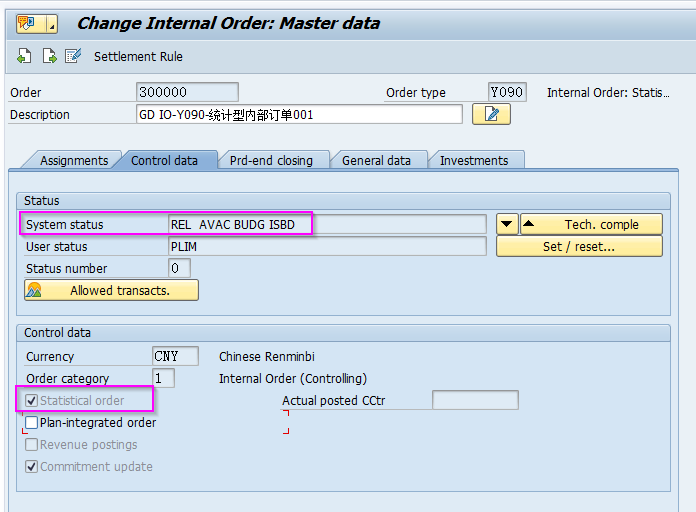 Change Internal Order: Master data
Settlement Rule
Order 300000 Order type Y090 Internal Order: Statis...
Description GD IO-Y090-统计型内部订单001
Assignments Control data Prd-end closing General data Investments
Status
System status REL AVAC BUDG ISBD Tech. comple
User status PLIM Set / reset...
Status number 0
Allowed transacts.
Control data
Currency CNY Chinese Renminbi
Order category 1 Internal Order (Controlling)
Statistical order Actual posted CCtr
Plan-integrated order
Revenue postings
Commitment update